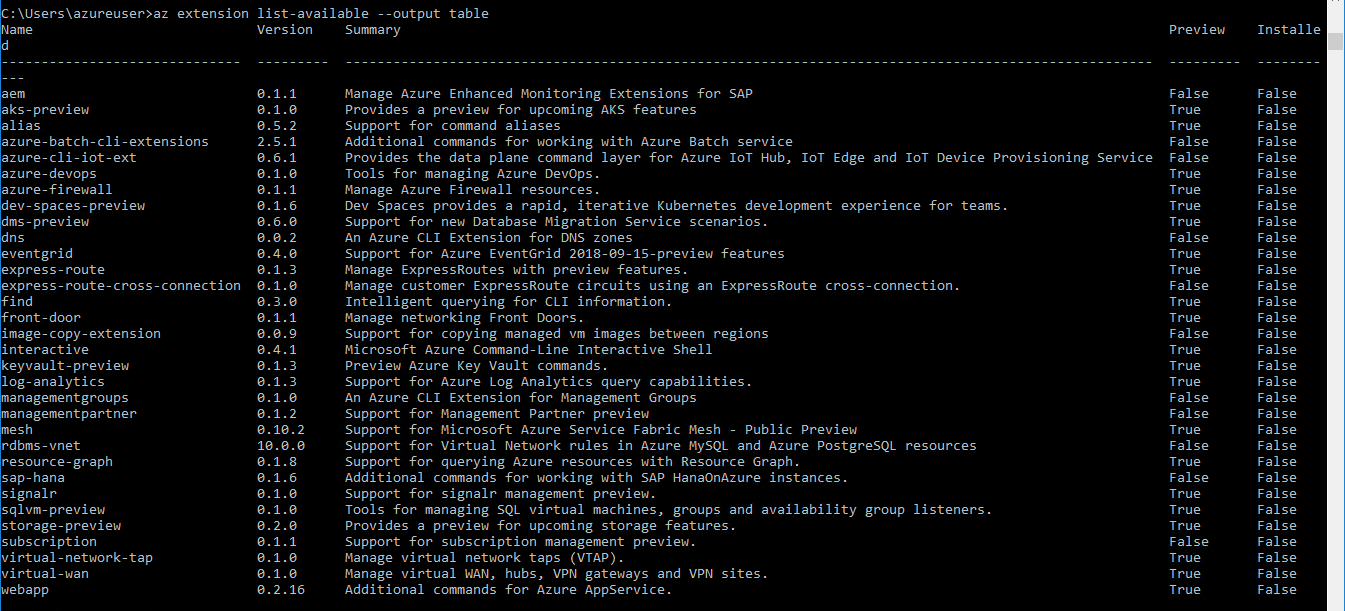 C:\Users\azureuser>az extension list-available --output table
Name                            Version    Summary                                                                                                Preview    Installe
d
------------------------------  ---------  -----------------------------------------------------------------------------------------------------  ---------  --------
---
aem                             0.1.1      Manage Azure Enhanced Monitoring Extensions for SAP                                                    False      False
aks-preview                     0.1.0      Provides a preview for upcoming AKS features                                                           True       False
alias                           0.5.2      Support for command aliases                                                                            True       False
azure-batch-cli-extensions      2.5.1      Additional commands for working with Azure Batch service                                               False      False
azure-cli-iot-ext               0.6.1      Provides the data plane command layer for Azure IoT Hub, IoT Edge and IoT Device Provisioning Service  False      False
azure-devops                    0.1.0      Tools for managing Azure DevOps.                                                                       True       False
azure-firewall                  0.1.1      Manage Azure Firewall resources.                                                                       True       False
dev-spaces-preview              0.1.6      Dev Spaces provides a rapid, iterative Kubernetes development experience for teams.                    True       False
dms-preview                     0.6.0      Support for new Database Migration Service scenarios.                                                  True       False
dns                             0.0.2      An Azure CLI Extension for DNS zones                                                                   False      False
eventgrid                       0.4.0      Support for Azure EventGrid 2018-09-15-preview features                                                True       False
express-route                   0.1.3      Manage ExpressRoutes with preview features.                                                            True       False
express-route-cross-connection  0.1.0      Manage customer ExpressRoute circuits using an ExpressRoute cross-connection.                          False      False
find                            0.3.0      Intelligent querying for CLI information.                                                              True       False
front-door                      0.1.1      Manage networking Front Doors.                                                                         True       False
image-copy-extension            0.0.9      Support for copying managed vm images between regions                                                  False      False
interactive                     0.4.1      Microsoft Azure Command-Line Interactive Shell                                                         True       False
keyvault-preview                0.1.3      Preview Azure Key Vault commands.                                                                      True       False
log-analytics                   0.1.3      Support for Azure Log Analytics query capabilities.                                                    True       False
managementgroups                0.1.0      An Azure CLI Extension for Management Groups                                                           False      False
managementpartner               0.1.2      Support for Management Partner preview                                                                 False      False
mesh                            0.10.2     Support for Microsoft Azure Service Fabric Mesh - Public Preview                                       True       False
rdbms-vnet                      10.0.0     Support for Virtual Network rules in Azure MySQL and Azure PostgreSQL resources                        False      False
resource-graph                  0.1.8      Support for querying Azure resources with Resource Graph.                                              True       False
sap-hana                        0.1.6      Additional commands for working with SAP HanaOnAzure instances.                                        False      False
signalr                         0.1.0      Support for signalr management preview.                                                                True       False
sqlvm-preview                   0.1.0      Tools for managing SQL virtual machines, groups and availability group listeners.                      True       False
storage-preview                 0.2.0      Provides a preview for upcoming storage features.                                                      True       False
subscription                    0.1.1      Support for subscription management preview.                                                           False      False
virtual-network-tap             0.1.0      Manage virtual network taps (VTAP).                                                                    True       False
virtual-wan                     0.1.0      Manage virtual WAN, hubs, VPN gateways and VPN sites.                                                  True       False
webapp                          0.2.16     Additional commands for Azure AppService.                                                              True       False